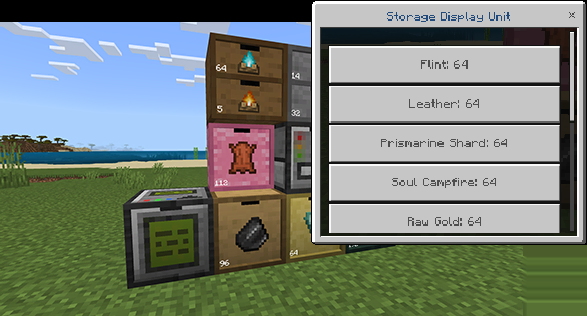 Storage Display Unit
×
Flint: 64
Leather: 64
Prismarine Shard: 64
Soul Campfire: 64
Raw Gold: 64
64
14
5
32
112
96
64